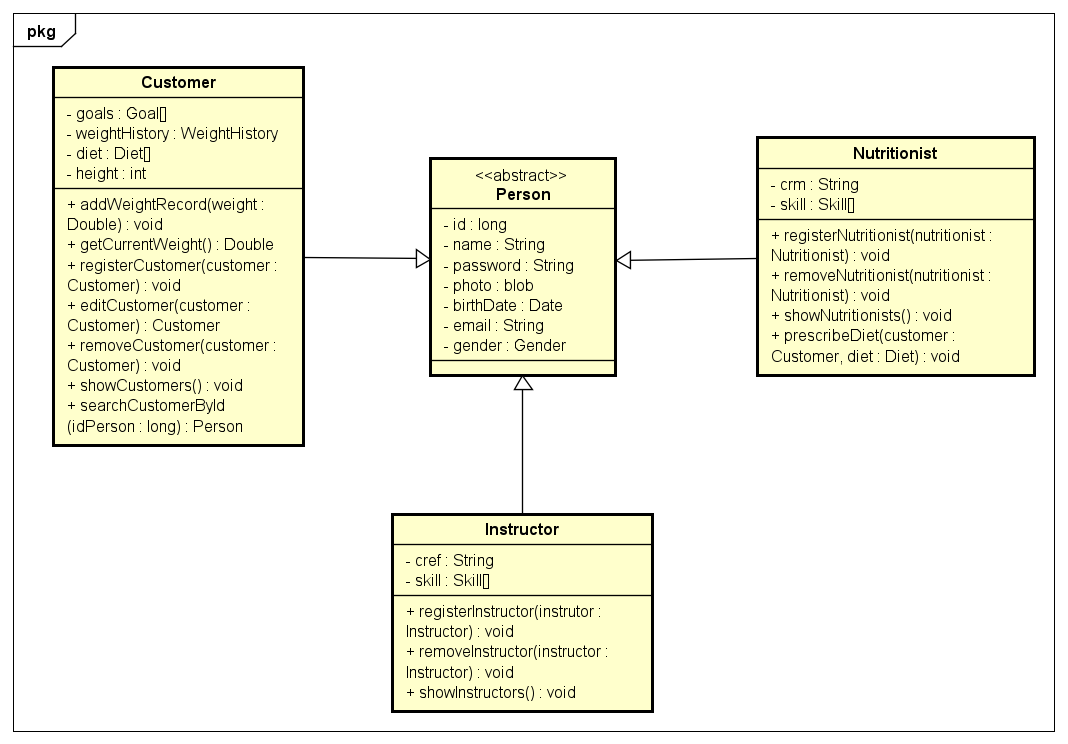 pkg
Customer
- goals : Goal[]
- weightHistory : WeightHistory
- diet : Diet[]
- height : int
+ addWeightRecord(weight :
Double) : void
+ getCurrentWeight() : Double
+ registerCustomer(customer :
Customer) : void
+ editCustomer(customer :
Customer) : Customer
+ removeCustomer(customer :
Customer) : void
+ showCustomers() : void
+ searchCustomerById
(idPerson : long) : Person
<<abstract>>
Person
- id : long
- name : String
- password : String
- photo : blob
- birthDate : Date
- email : String
- gender : Gender
Nutritionist
- crm : String
- skill : Skill[]
+ registerNutritionist(nutritionist :
Nutritionist) : void
+ removeNutritionist(nutritionist :
Nutritionist) : void
+ showNutritionists() : void
+ prescribeDiet(customer :
Customer, diet : Diet) : void
Instructor
- cref : String
- skill : Skill[]
+ registerInstructor(instrutor :
Instructor) : void
+ removeInstructor(instructor :
Instructor) : void
+ showInstructors() : void